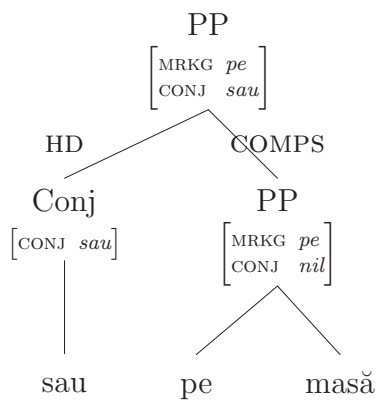 PP
[MRKG pe
CONJ sau]
HD COMPS
Conj PP
[CONJ sau] [MRKG pe
CONJ nil]
sau pe masă